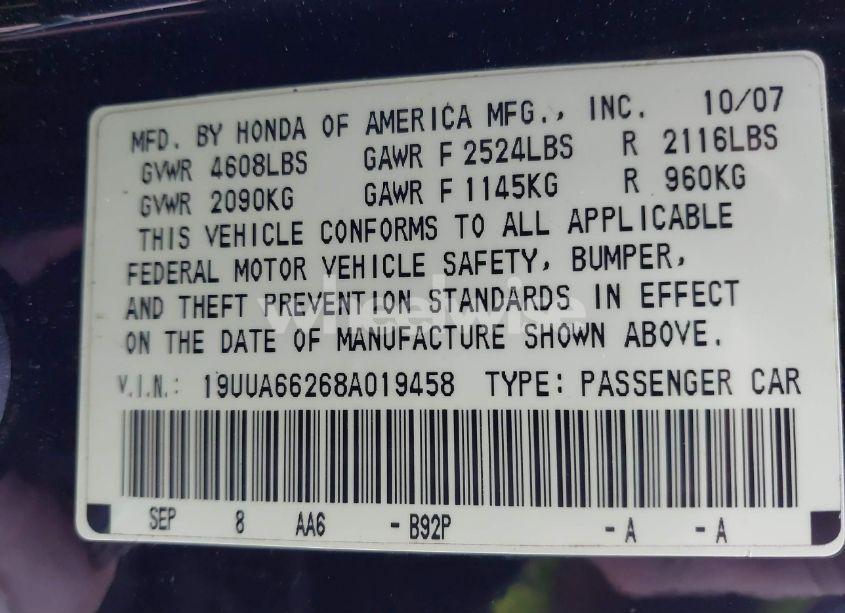 MFD. BY HONDA OF AMERICA MFG., INC. 10/07
GVWR 4608LBS GAWR F 2524LBS R 2116LBS
GVWR 2090KG GAWR F 1145KG R 960KG
THIS VEHICLE CONFORMS TO ALL APPLICABLE
FEDERAL MOTOR VEHICLE SAFETY, BUMPER,
AND THEFT PREVENTION STANDARDS IN EFFECT
ON THE DATE OF MANUFACTURE SHOWN ABOVE.
wheelwise
V.I.N.: 19UUA66268A019458 TYPE: PASSENGER CAR
SEP 8 AA6 - B92P - A - A